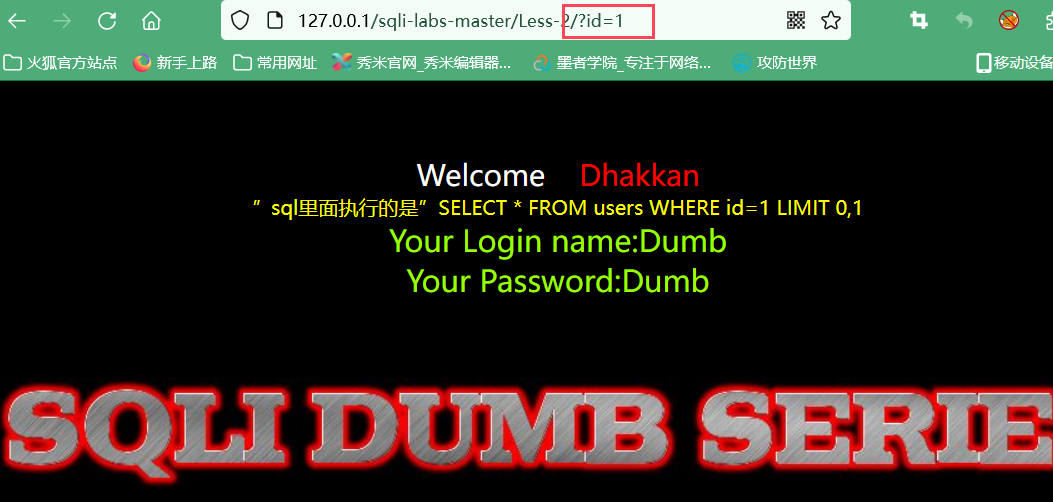 127.0.0.1/sqli-labs-master/Less-2/?id=1
火狐官方站点 新手上路 常用网址 秀米官网_秀米编辑器... 墨者学院_专注于网络... 攻防世界 移动设备
Welcome Dhakkan
”sql里面执行的是”SELECT * FROM users WHERE id=1 LIMIT 0,1
Your Login name:Dumb
Your Password:Dumb
SQLI DUMB SERIE